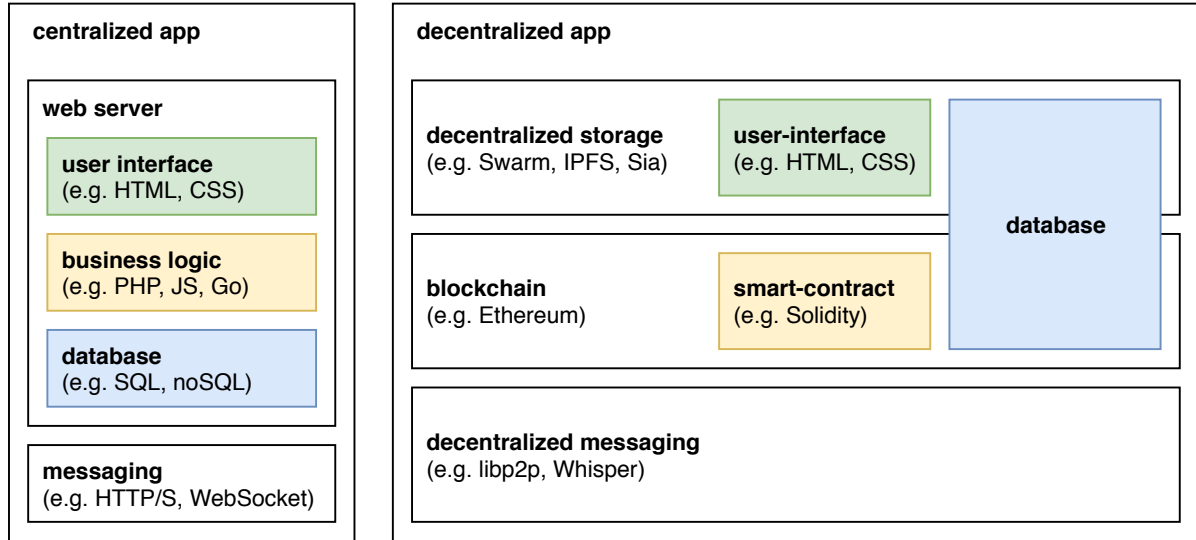 centralized app
web server
user interface
(e.g. HTML, CSS)
business logic
(e.g. PHP, JS, Go)
database
(e.g. SQL, noSQL)
messaging
(e.g. HTTP/S, WebSocket)
decentralized app
decentralized storage
(e.g. Swarm, IPFS, Sia)
user-interface
(e.g. HTML, CSS)
database
blockchain
(e.g. Ethereum)
smart-contract
(e.g. Solidity)
decentralized messaging
(e.g. libp2p, Whisper)